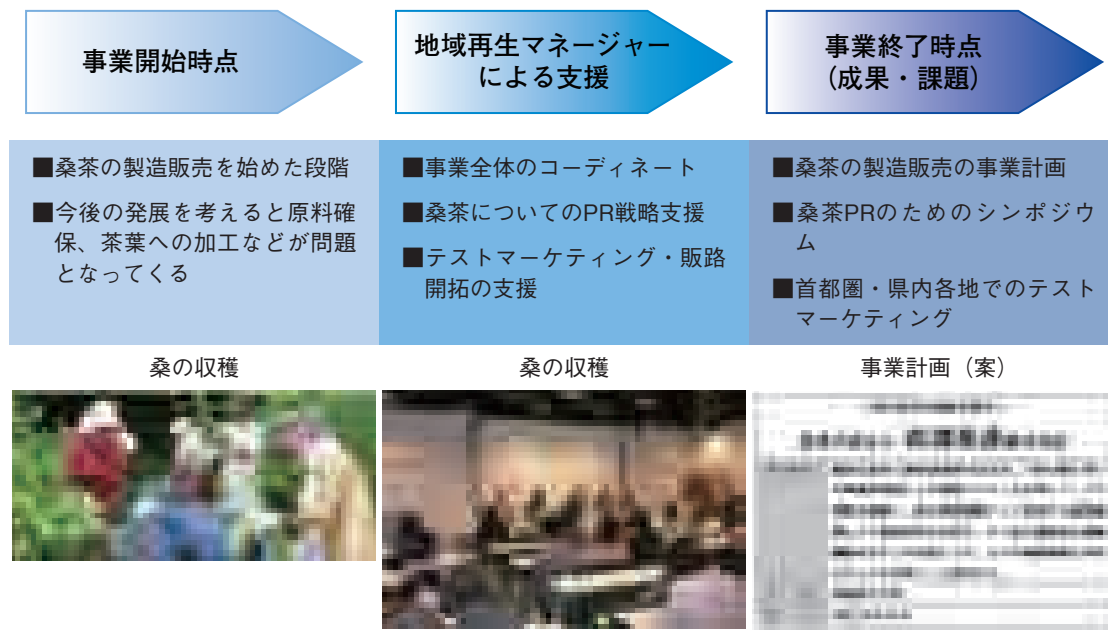 事業開始時点
地域再生マネージャー
による支援
事業終了時点
（成果・課題）
■桑茶の製造販売を始めた段階
■今後の発展を考えると原料確
保、茶葉への加工などが問題
となってくる
■事業全体のコーディネート
■桑茶についてのPR戦略支援
■テストマーケティング・販路
開拓の支援
■桑茶の製造販売の事業計画
■桑茶PRのためのシンポジウ
ム
■首都圏・県内各地でのテスト
マーケティング
桑の収穫
桑の収穫
事業計画（案）